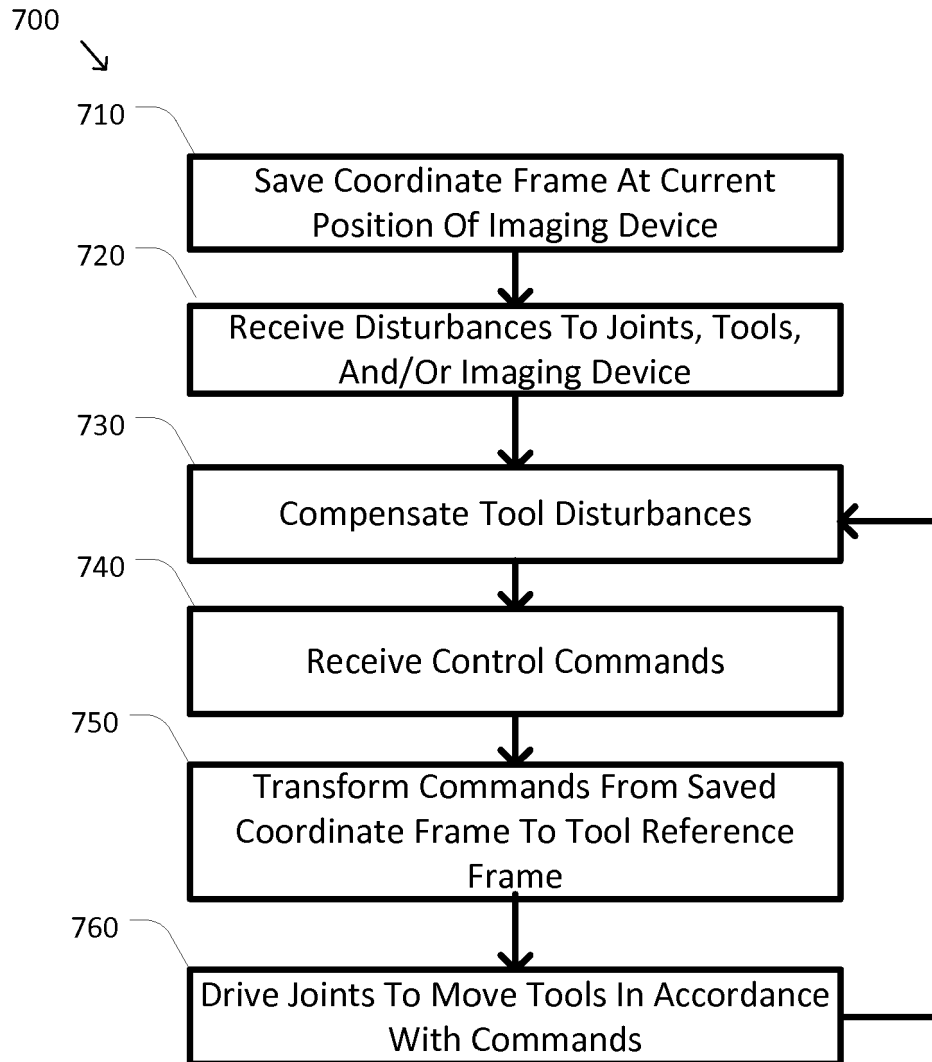 700
710
Save Coordinate Frame At Current
Position Of Imaging Device
720
Receive Disturbances To Joints, Tools,
And/Or Imaging Device
730
Compensate Tool Disturbances
740
Receive Control Commands
750
Transform Commands From Saved
Coordinate Frame To Tool Reference
Frame
760
Drive Joints To Move Tools In Accordance
With Commands